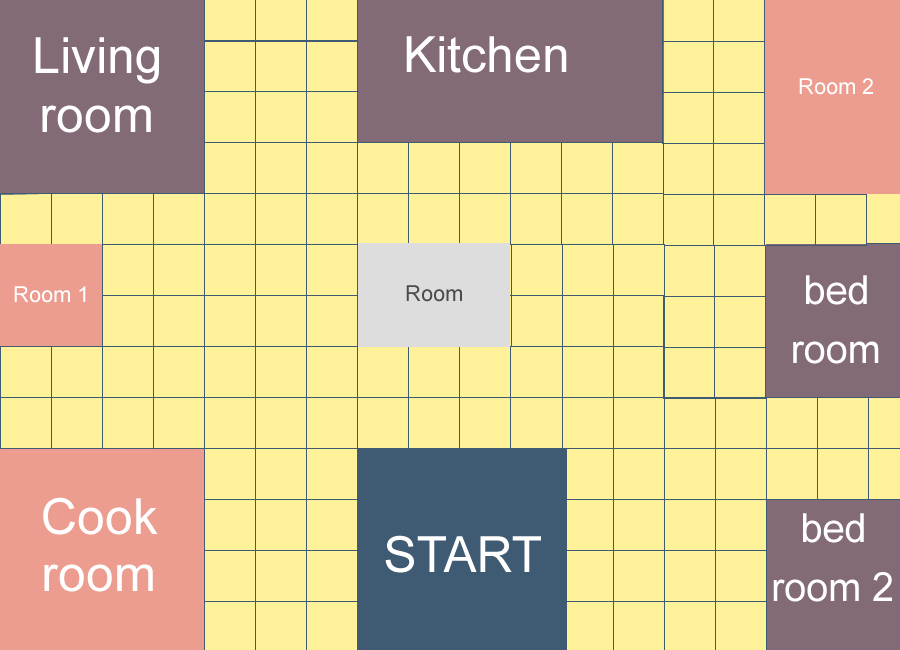 Living
room
Kitchen
Room 2
Room 1
Room
bed
room
Cook
room
START
bed
room 2